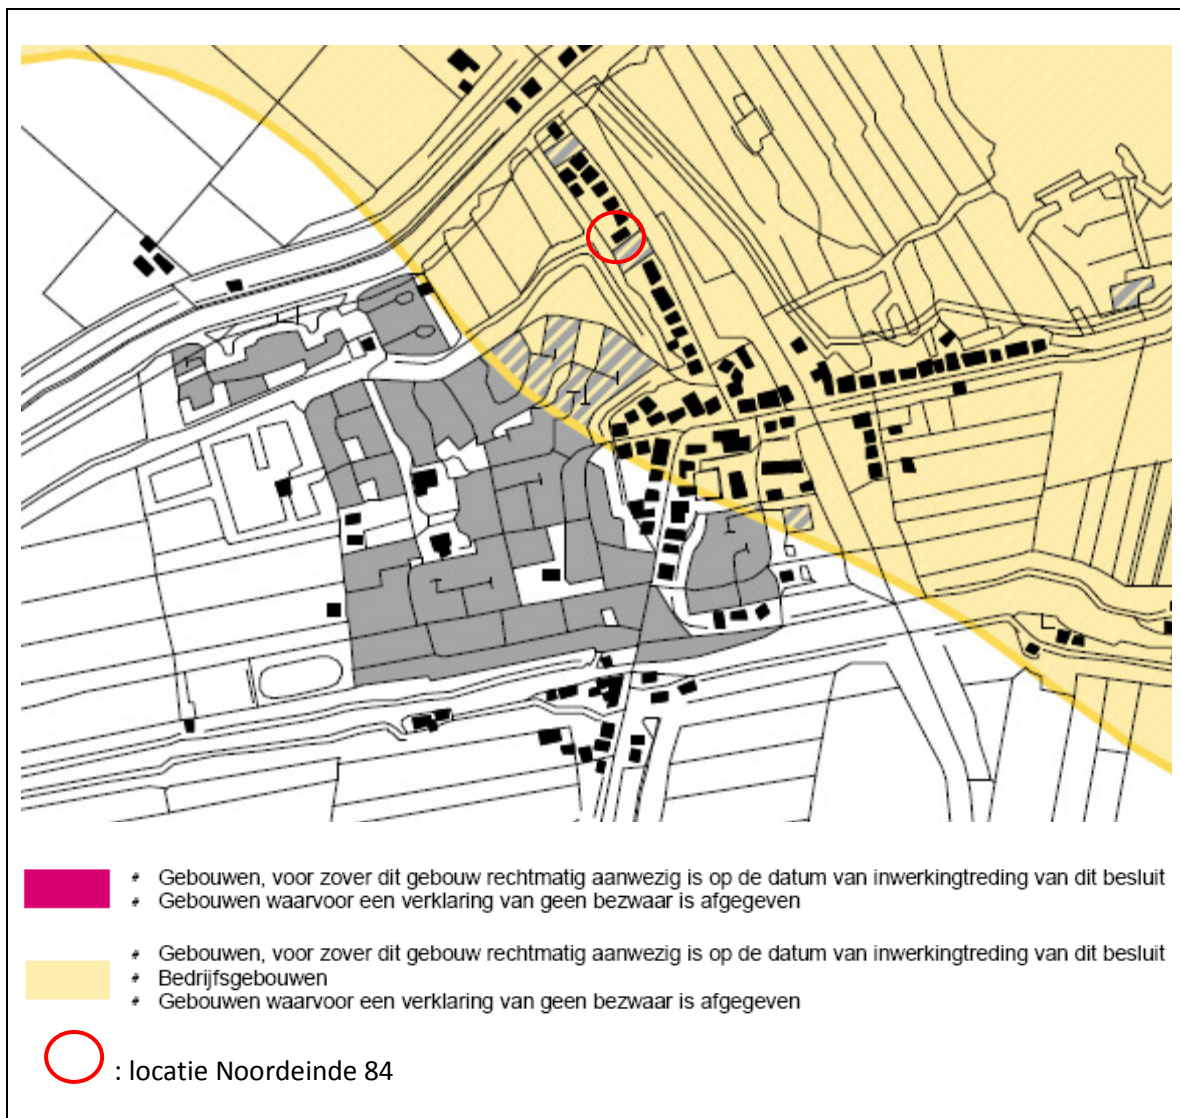 # Gebouwen, voor zover dit gebouw rechtmatig aanwezig is op de datum van inwerkingtreding van dit besluit
# Gebouwen waarvoor een verklaring van geen bezwaar is afgegeven
# Gebouwen, voor zover dit gebouw rechtmatig aanwezig is op de datum van inwerkingtreding van dit besluit
# Bedrijfsgebouwen
# Gebouwen waarvoor een verklaring van geen bezwaar is afgegeven
: locatie Noordeinde 84